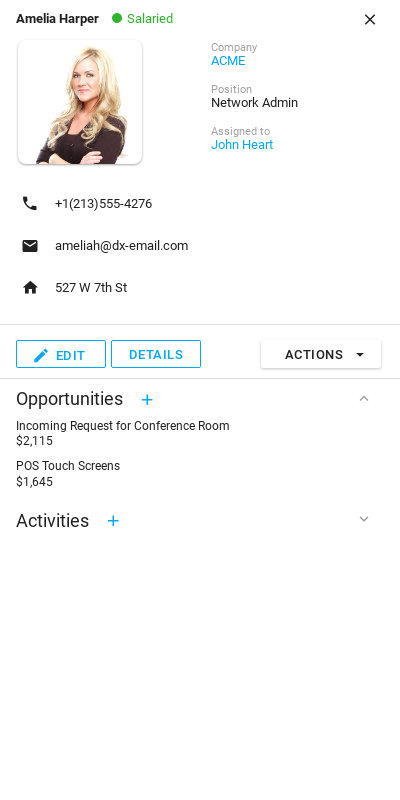 Amelia Harper Salaried
Company
ACME
Position
Network Admin
Assigned to
John Heart
+1(213)555-4276
ameliah@dx-email.com
527 W 7th St
EDIT DETAILS ACTIONS
Opportunities
Incoming Request for Conference Room
$2,115
POS Touch Screens
$1,645
Activities